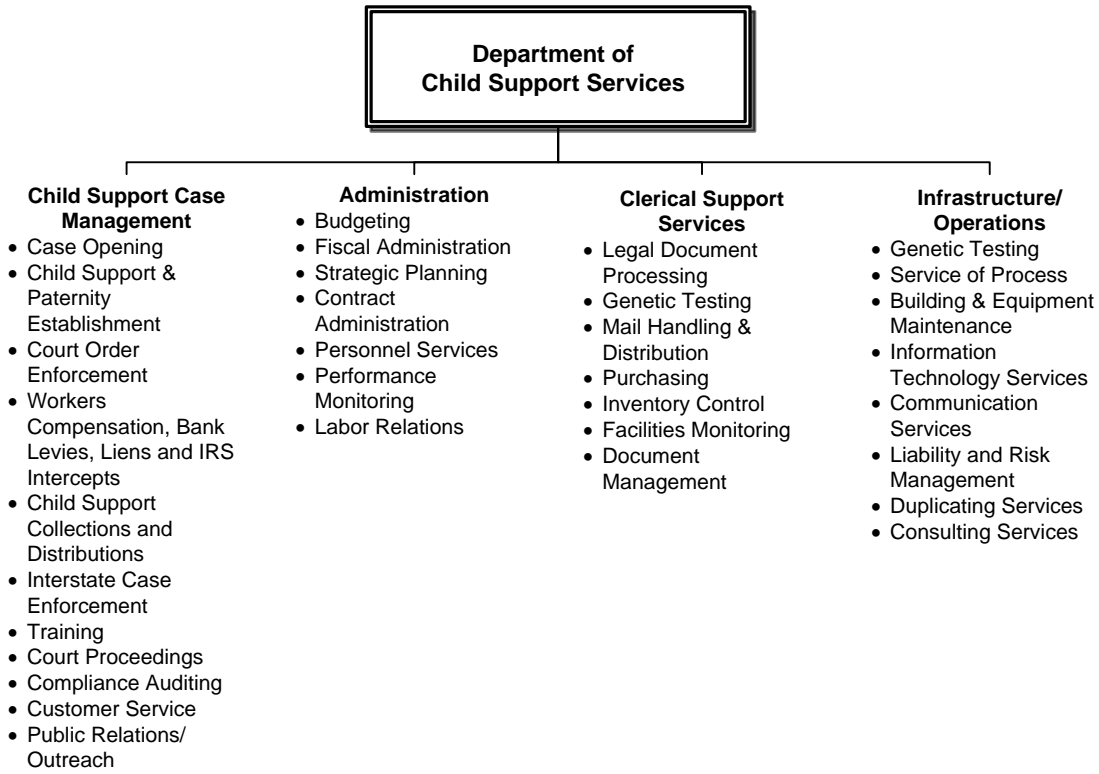 Department of
Child Support Services
Child Support Case
Management
• Case Opening
• Child Support &
Paternity
Establishment
• Court Order
Enforcement
• Workers
Compensation, Bank
Levies, Liens and IRS
Intercepts
• Child Support
Collections and
Distributions
• Interstate Case
Enforcement
• Training
• Court Proceedings
• Compliance Auditing
• Customer Service
• Public Relations/
Outreach
Administration
• Budgeting
• Fiscal Administration
• Strategic Planning
• Contract
Administration
• Personnel Services
• Performance
Monitoring
• Labor Relations
Clerical Support
Services
• Legal Document
Processing
• Genetic Testing
• Mail Handling &
Distribution
• Purchasing
• Inventory Control
• Facilities Monitoring
• Document
Management
Infrastructure/
Operations
• Genetic Testing
• Service of Process
• Building & Equipment
Maintenance
• Information
Technology Services
• Communication
Services
• Liability and Risk
Management
• Duplicating Services
• Consulting Services